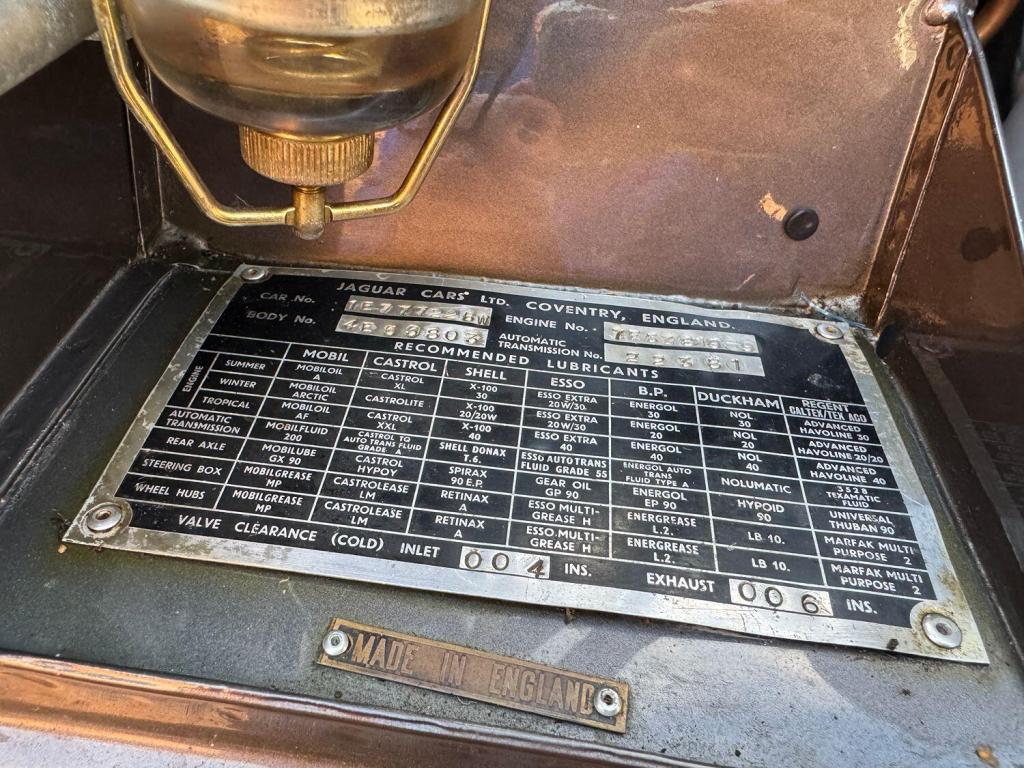 JAGUAR CARS LTD. COVENTRY, ENGLAND.
CAR No. ENGINE No.
BODY No. AUTOMATIC TRANSMISSION No.
RECOMMENDED LUBRICANTS
MOBIL CASTROL SHELL ESSO B.P. DUCKHAM REGENT CALTEX/TEXACO
ENGINE
SUMMER MOBILOIL A CASTROL XL X-100 30 ESSO EXTRA 20W/30. ENERGOL 30 NOL 30 ADVANCED HAVOLINE 30
WINTER MOBILOIL ARCTIC CASTROLITE X-100 20/20W ESSO EXTRA 20W/30 ENERGOL 20 NOL 20 ADVANCED HAVOLINE 20/20
TROPICAL MOBILOIL AF CASTROL XXL X-100 40 ESSO EXTRA 40 ENERGOL 40 NOL 40 ADVANCED HAVOLINE 40
AUTOMATIC TRANSMISSION MOBILFLUID 200 CASTROL TQ AUTO TRANS FLUID GRADE A SHELL DONAX T.6. ESSO AUTOTRANS FLUID GRADE 55 ENERGOL AUTO TRANS FLUID TYPE A NOLUMATIC 3528 TEXAMATIC FLUID
REAR AXLE MOBILUBE GX 90 CASTROL HYPOY SPIRAX 90 E.P. GEAR OIL GP 90 ENERGOL EP 90 HYPOID 90 UNIVERSAL THUBAN 90
STEERING BOX MOBILGREASE MP CASTROLEASE LM RETINAX A ESSO MULTI-GREASE H ENERGREASE L.2. LB 10. MARFAK MULTI PURPOSE 2
WHEEL HUBS MOBILGREASE MP CASTROLEASE LM RETINAX A ESSO MULTI-GREASE H ENERGREASE L.2. LB 10. MARFAK MULTI PURPOSE 2
VALVE CLEARANCE (COLD) INLET 004 INS. EXHAUST 006 INS.
MADE IN ENGLAND